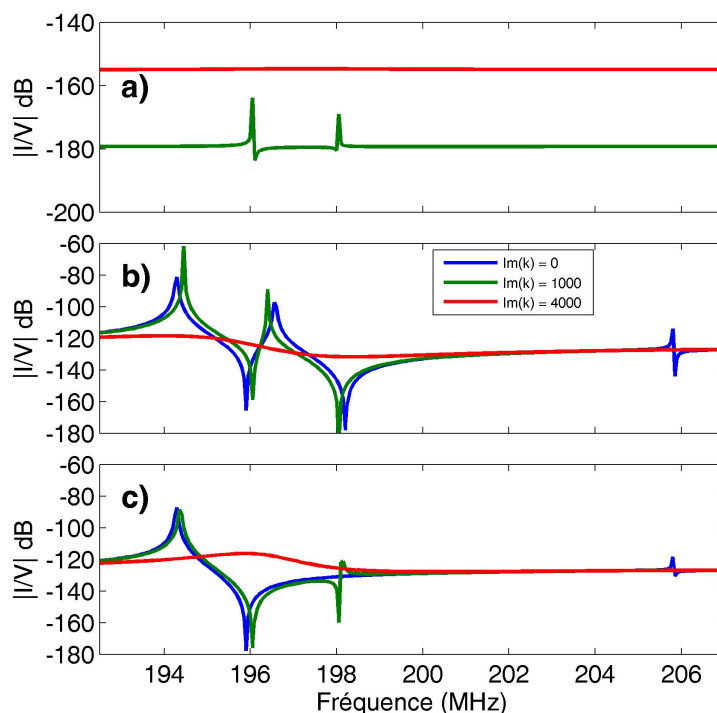 -140
-160
-180
-200
|I/V| dB
a)
-60
-80
-100
-120
-140
-160
-180
|I/V| dB
b)
Im(k) = 0
Im(k) = 1000
Im(k) = 4000
-60
-80
-100
-120
-140
-160
-180
|I/V| dB
c)
194 196 198 200 202 204 206
Fréquence (MHz)